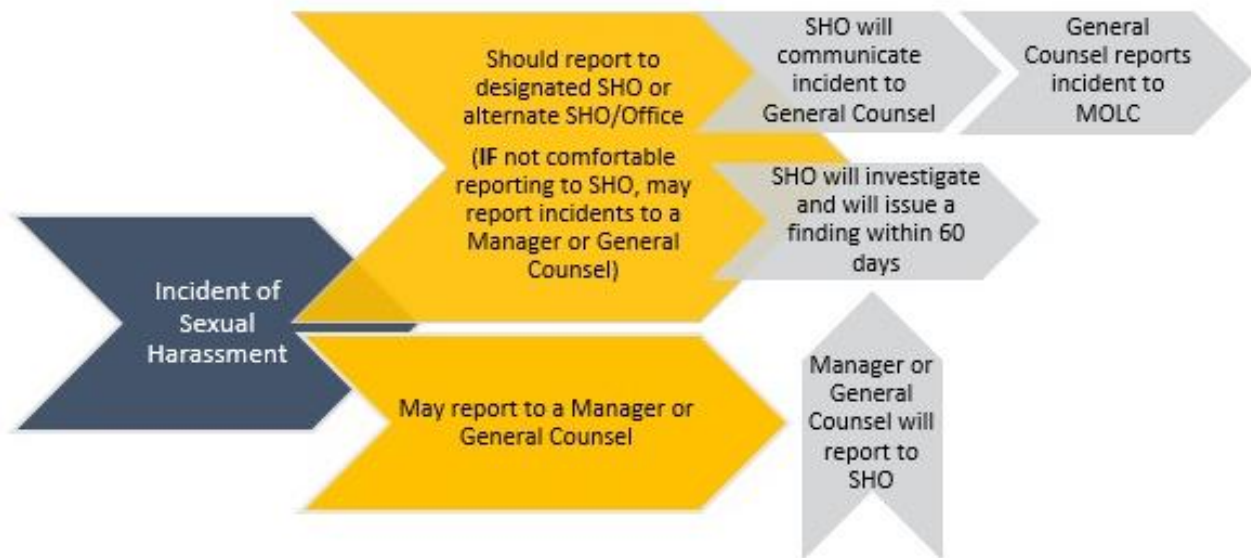 Incident of
Sexual
Harassment
Should report to
designated SHO or
alternate SHO/Office
(IF not comfortable
reporting to SHO, may
report incidents to a
Manager or General
Counsel)
SHO will
communicate
incident to
General Counsel
General
Counsel reports
incident to
MOLC
SHO will investigate
and will issue a
finding within 60
days
May report to a Manager or
General Counsel
Manager or
General
Counsel will
report to
SHO